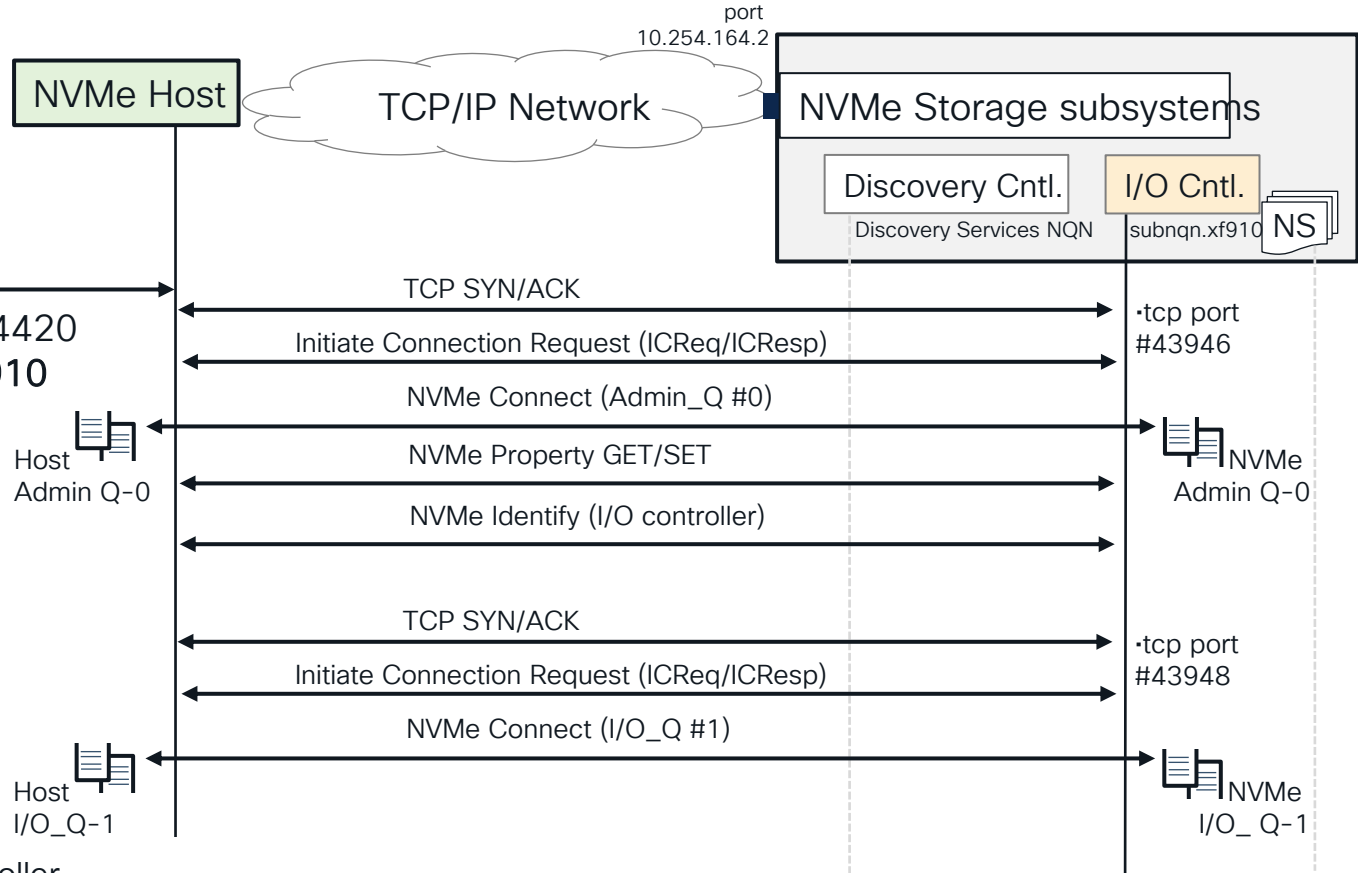 port
10.254.164.2
NVMe Host
TCP/IP Network
NVMe Storage subsystems
Discovery Cntl.
I/O Cntl.
Discovery Services NQN
subnqn.xf910
NS
TCP SYN/ACK
4420
Initiate Connection Request (ICReq/ICResp)
▪tcp port
#43946
910
NVMe Connect (Admin_Q #0)
Host
Admin Q-0
NVMe Property GET/SET
NVMe
Admin Q-0
NVMe Identify (I/O controller)
TCP SYN/ACK
▪tcp port
#43948
Initiate Connection Request (ICReq/ICResp)
NVMe Connect (I/O_Q #1)
Host
I/O_Q-1
NVMe
I/O_ Q-1